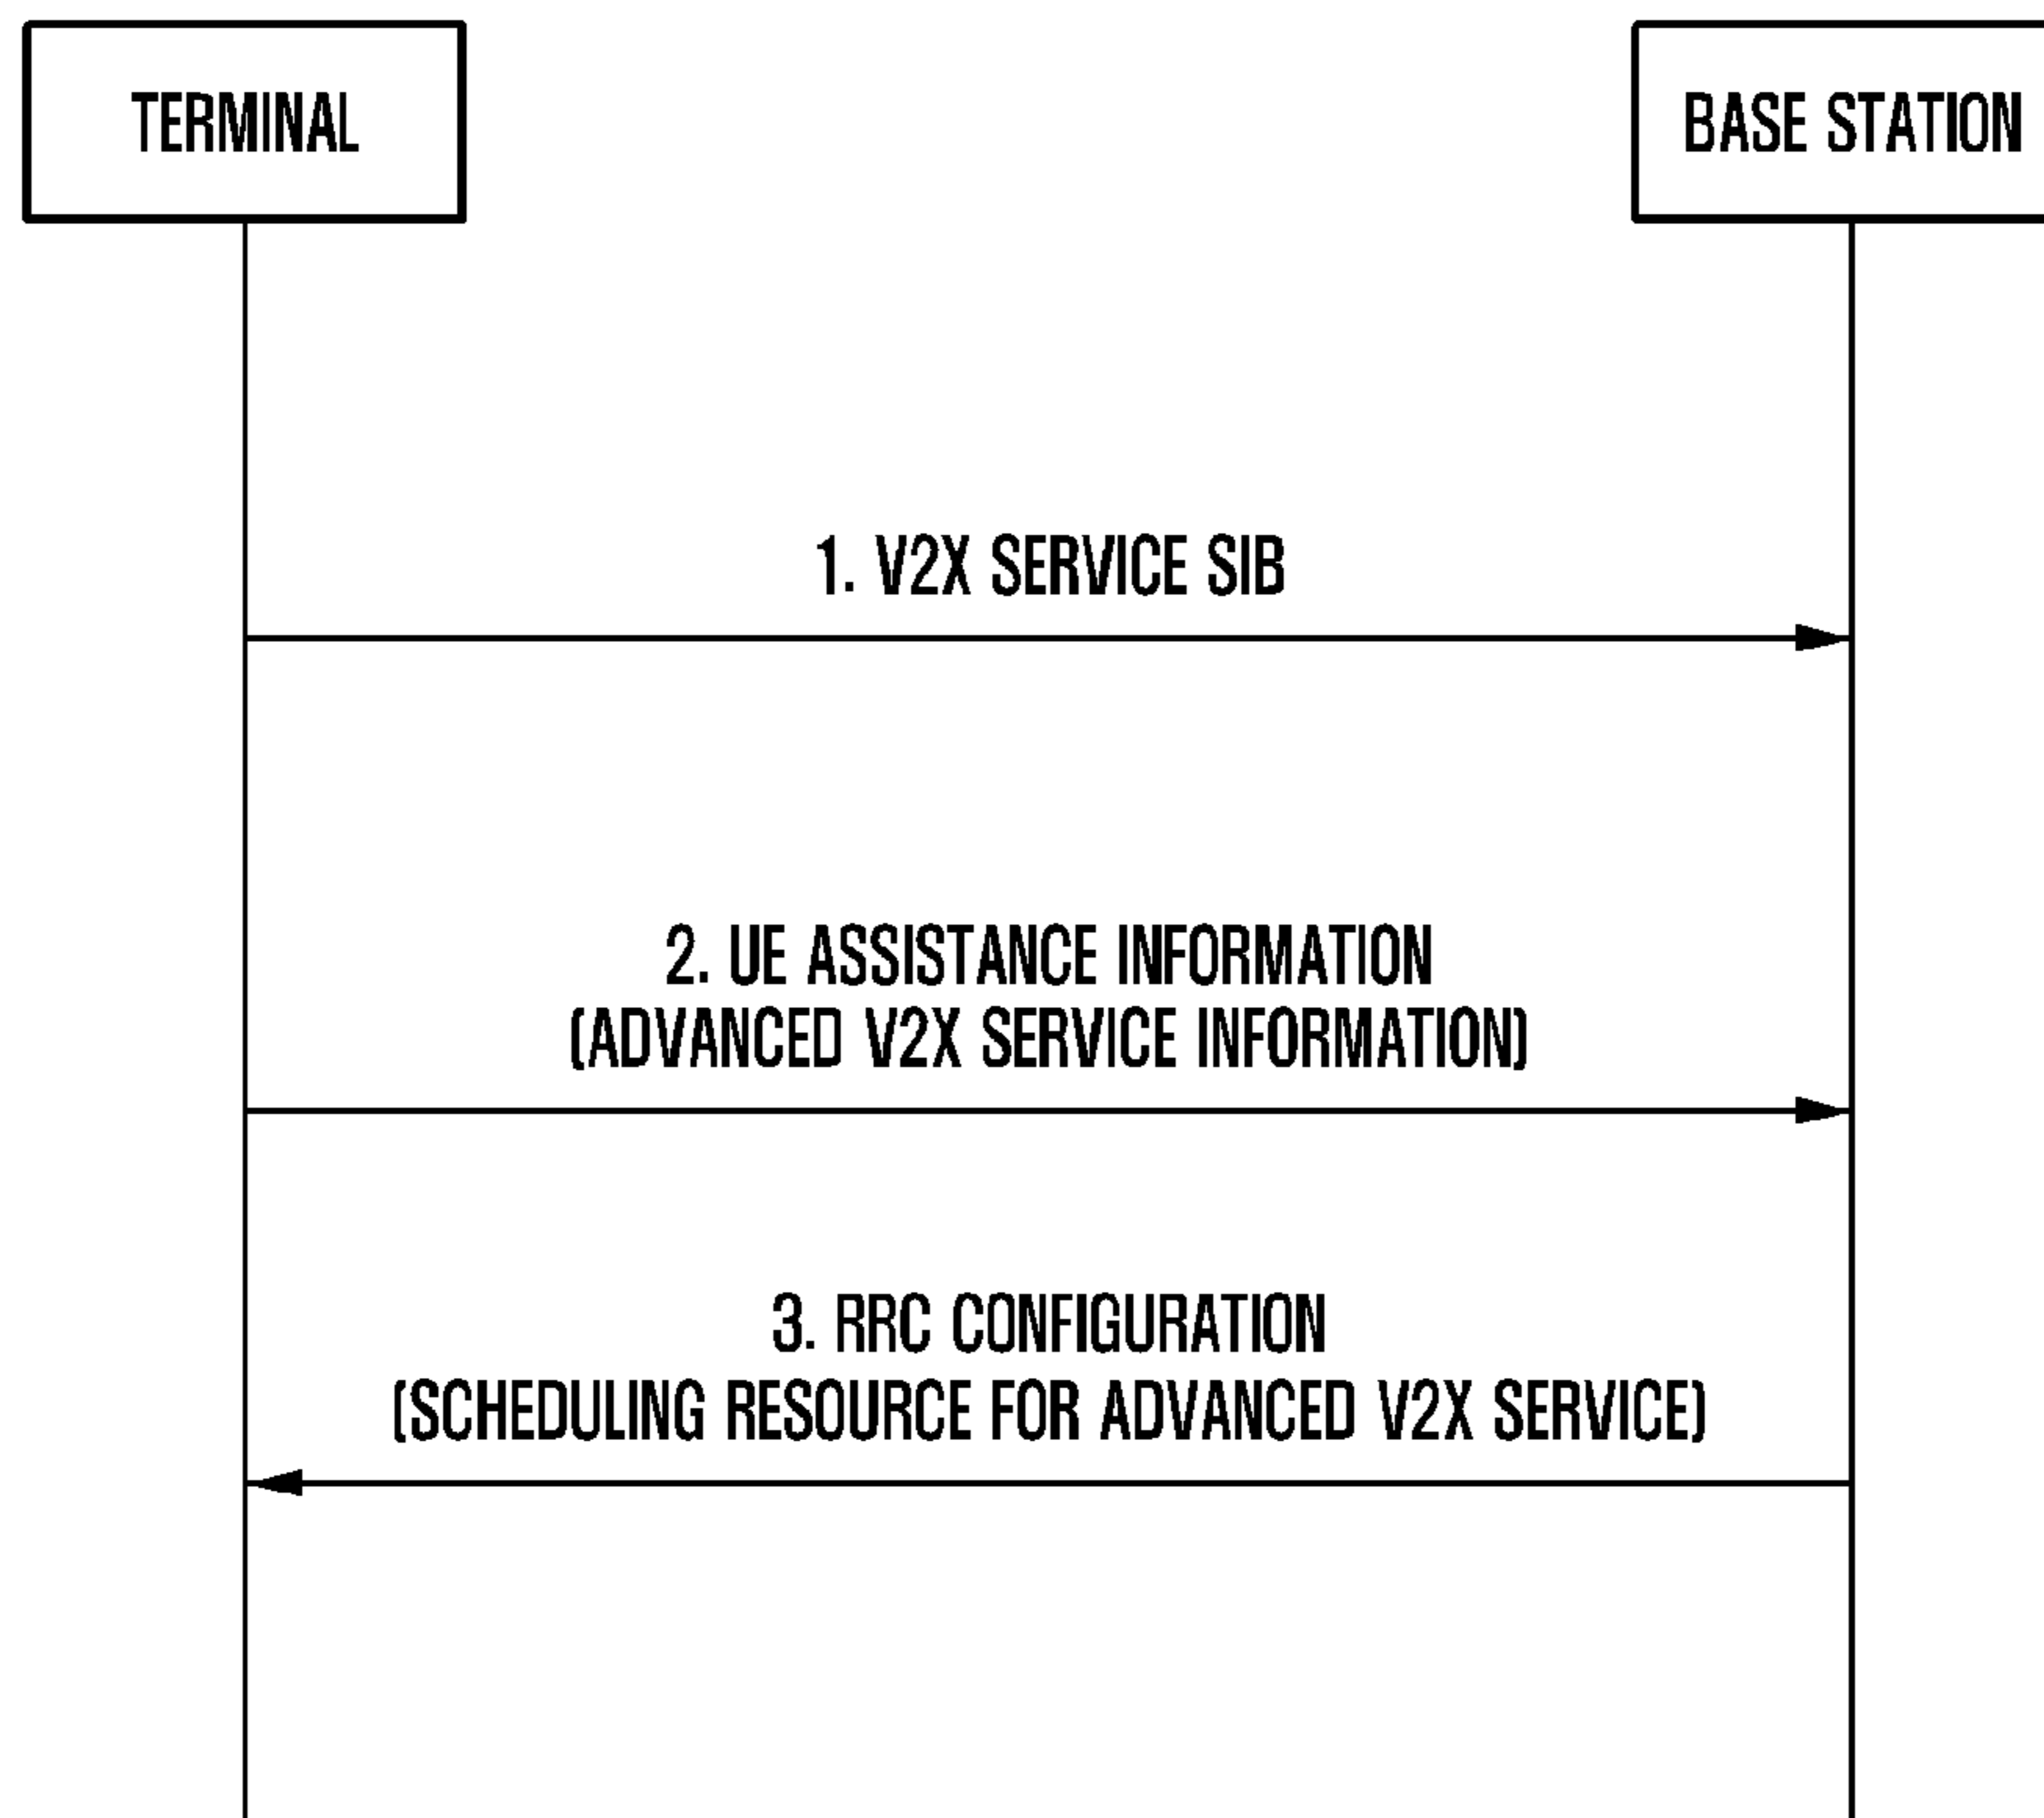 TERMINAL
BASE STATION
1. V2X SERVICE SIB
2. UE ASSISTANCE INFORMATION
(ADVANCED V2X SERVICE INFORMATION)
3. RRC CONFIGURATION
(SCHEDULING RESOURCE FOR ADVANCED V2X SERVICE)